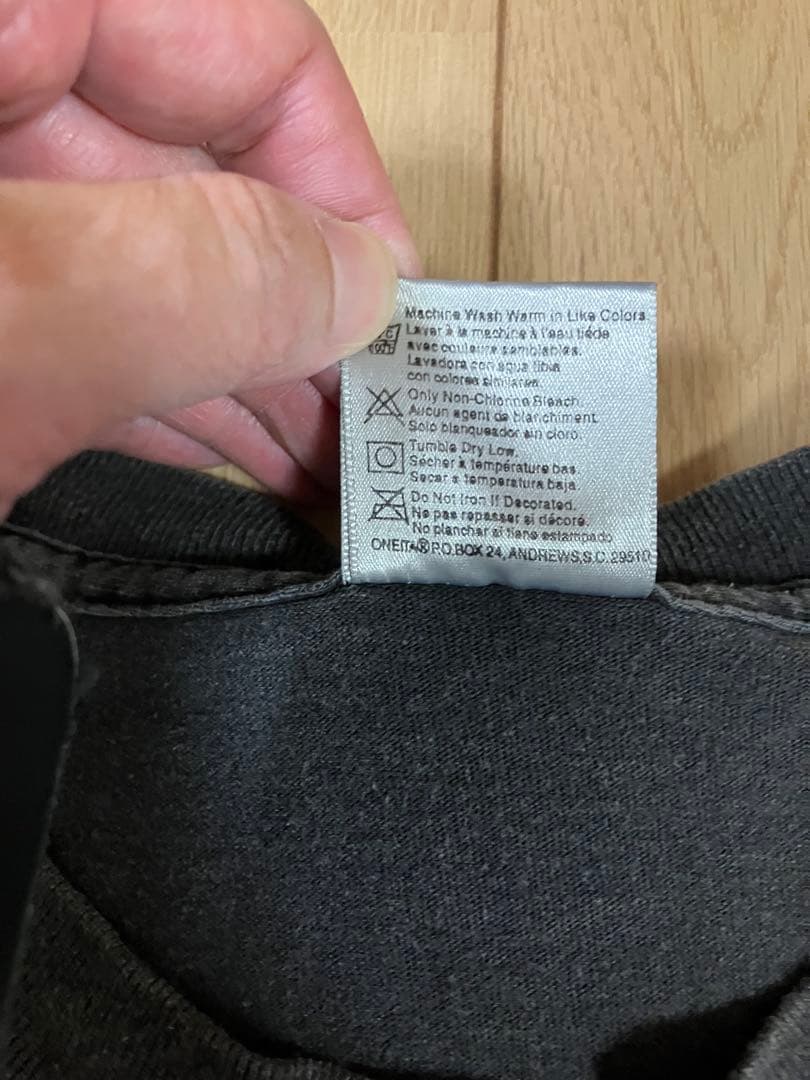 Machine Wash Warm in Like Colors.
Laver à la machine à l'eau tiède
avec couleurs semblables.
Lavadora con agua tibia
con colores similares.
Only Non-Chlorine Bleach.
Aucun agent de blanchiment.
Solo blanqueador sin cloro.
Tumble Dry Low.
Sécher à température bas.
Secar a temperatura baja.
Do Not Iron If Decorated.
Ne pas repasser si décoré.
No planchar si tiene estampado
ONEITA® P.O. BOX 24, ANDREWS, S.C. 29510